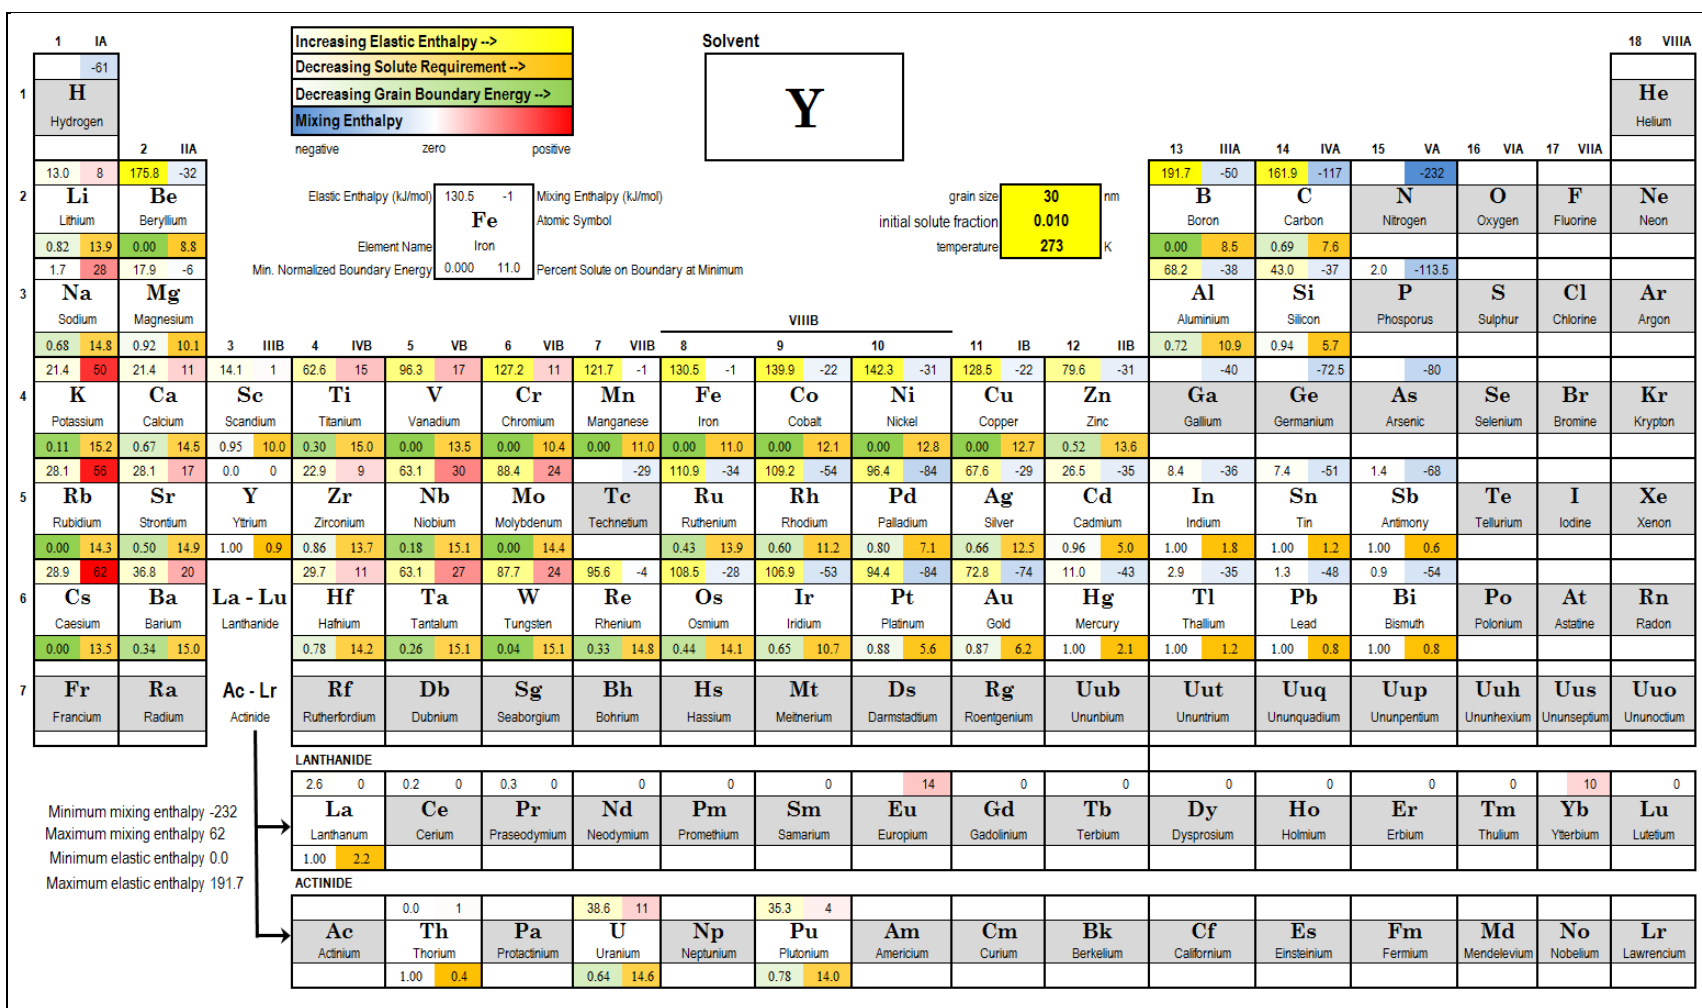 1 IA
Increasing Elastic Enthalpy -->
Solvent
18 VIIIA
-61
Decreasing Solute Requirement -->
1 H He
Decreasing Grain Boundary Energy -->
Y
Hydrogen Helium
Mixing Enthalpy
2 IIA
negative zero positive
13 IIIA 14 IVA 15 VA 16 VIA 17 VIIA
13.0 8 175.8 -32 191.7 -50 161.9 -117 -232
2 Li Be B C N O F Ne
Elastic Enthalpy (kJ/mol) 130.5 -1 Mixing Enthalpy (kJ/mol)
grain size 30 nm
Fe Atomic Symbol
initial solute fraction 0.010
Lithium Beryllium Boron Carbon Nitrogen Oxygen Fluorine Neon
Element Name Iron
temperature 273 K
0.82 13.9 0.00 8.8 0.00 8.5 0.69 7.6
Min. Normalized Boundary Energy 0.000 11.0 Percent Solute on Boundary at Minimum
1.7 28 17.9 -6 68.2 -38 43.0 -37 2.0 -113.5
3 Na Mg Al Si P S Cl Ar
Sodium Magnesium Aluminium Silicon Phosporus Sulphur Chlorine Argon
VIIIB
0.68 14.8 0.92 10.1 3 IIIB 4 IVB 5 VB 6 VIB 7 VIIB 8 9 10 11 IB 12 IIB 0.72 10.9 0.94 5.7
21.4 50 21.4 11 14.1 1 62.6 15 96.3 17 127.2 11 121.7 -1 130.5 -1 139.9 -22 142.3 -31 128.5 -22 79.6 -31 -40 -72.5 -80
4 K Ca Sc Ti V Cr Mn Fe Co Ni Cu Zn Ga Ge As Se Br Kr
Potassium Calcium Scandium Titanium Vanadium Chromium Manganese Iron Cobalt Nickel Copper Zinc Gallium Germanium Arsenic Selenium Bromine Krypton
0.11 15.2 0.67 14.5 0.95 10.0 0.30 15.0 0.00 13.5 0.00 10.4 0.00 11.0 0.00 11.0 0.00 12.1 0.00 12.8 0.00 12.7 0.52 13.6
28.1 56 28.1 17 0.0 0 22.9 9 63.1 30 88.4 24 -29 110.9 -34 109.2 -54 96.4 -84 67.6 -29 26.5 -35 8.4 -36 7.4 -51 1.4 -68
5 Rb Sr Y Zr Nb Mo Tc Ru Rh Pd Ag Cd In Sn Sb Te I Xe
Rubidium Strontium Yttrium Zirconium Niobium Molybdenum Technetium Ruthenium Rhodium Palladium Silver Cadmium Indium Tin Antimony Tellurium Iodine Xenon
0.00 14.3 0.50 14.9 1.00 0.9 0.86 13.7 0.18 15.1 0.00 14.4 0.43 13.9 0.60 11.2 0.80 7.1 0.66 12.5 0.96 5.0 1.00 1.8 1.00 1.2 1.00 0.6
28.9 62 36.8 20 29.7 11 63.1 27 87.7 24 95.6 -4 108.5 -28 106.9 -53 94.4 -84 72.8 -74 11.0 -43 2.9 -35 1.3 -48 0.9 -54
6 Cs Ba La - Lu Hf Ta W Re Os Ir Pt Au Hg Tl Pb Bi Po At Rn
Caesium Barium Lanthanide Hafnium Tantalum Tungsten Rhenium Osmium Iridium Platinum Gold Mercury Thallium Lead Bismuth Polonium Astatine Radon
0.00 13.5 0.34 15.0 0.78 14.2 0.26 15.1 0.04 15.1 0.33 14.8 0.44 14.1 0.65 10.7 0.88 5.6 0.87 6.2 1.00 2.1 1.00 1.2 1.00 0.8 1.00 0.8
7 Fr Ra Ac - Lr Rf Db Sg Bh Hs Mt Ds Rg Uub Uut Uuq Uup Uuh Uus Uuo
Francium Radium Actinide Rutherfordium Dubnium Seaborgium Bohrium Hassium Meitnerium Darmstadtium Roentgenium Ununbium Ununtrium Ununquadium Ununpentium Ununhexium Ununseptium Ununoctium
LANTHANIDE
2.6 0 0.2 0 0.3 0 0 0 0 14 0 0 0 0 0 0 10 0
La Ce Pr Nd Pm Sm Eu Gd Tb Dy Ho Er Tm Yb Lu
Minimum mixing enthalpy -232
Lanthanum Cerium Praseodymium Neodymium Promethium Samarium Europium Gadolinium Terbium Dysprosium Holmium Erbium Thulium Ytterbium Lutetium
Maximum mixing enthalpy 62
Minimum elastic enthalpy 0.0
1.00 2.2
Maximum elastic enthalpy 191.7
ACTINIDE
0.0 1 38.6 11 35.3 4
Ac Th Pa U Np Pu Am Cm Bk Cf Es Fm Md No Lr
Actinium Thorium Protactinium Uranium Neptunium Plutonium Americium Curium Berkelium Californium Einsteinium Fermium Mendelevium Nobelium Lawrencium
1.00 0.4 0.64 14.6 0.78 14.0